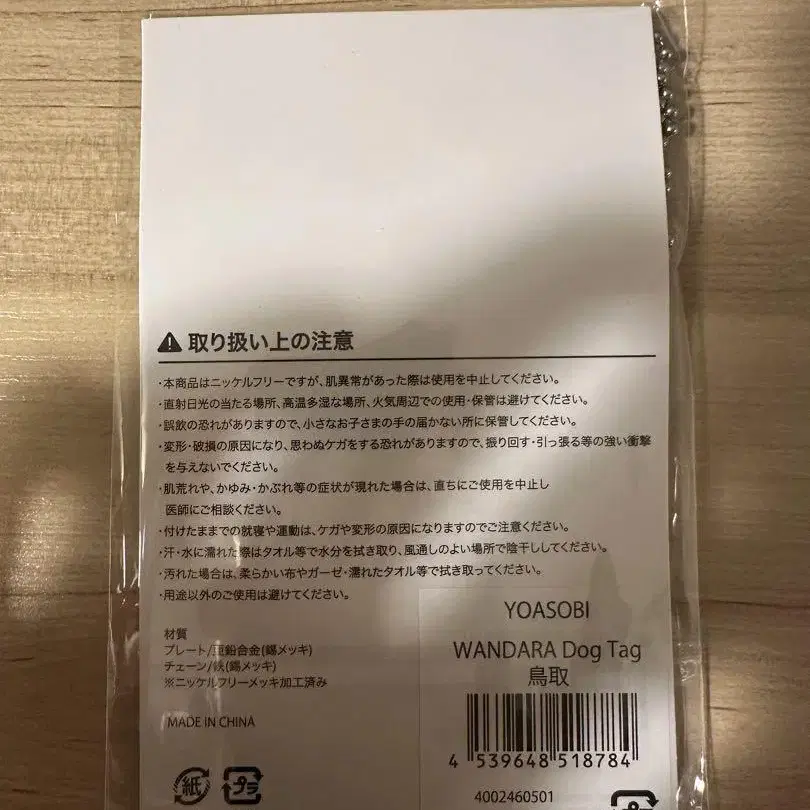 取り扱い上の注意
・本商品はニッケルフリーですが、肌異常があった際は使用を中止してください。
・直射日光の当たる場所、高温多湿な場所、火気周辺での使用・保管は避けてください。
・誤飲の恐れがありますので、小さなお子さまの手の届かない所に保管してください。
・変形・破損の原因になり、思わぬケガをする恐れがありますので、振り回す・引っ張る等の強い衝撃
を与えないでください。
・肌荒れや、かゆみ・かぶれ等の症状が現れた場合は、直ちにご使用を中止し
医師にご相談ください。
・付けたままでの就寝や運動は、ケガや変形の原因になりますのでご注意ください。
・汗・水に濡れた際はタオル等で水分を拭き取り、風通しのよい場所で陰干ししてください。
・汚れた場合は、柔らかい布やガーゼ・濡れたタオル等で拭き取ってください。
・用途以外のご使用は避けてください。
材質
プレート/亜鉛合金(錫メッキ)
チェーン/鉄(錫メッキ)
※ニッケルフリーメッキ加工済み
MADE IN CHINA
紙 プラ
YOASOBI
WANDARA Dog Tag
鳥取
4 539648 518784
4002460501